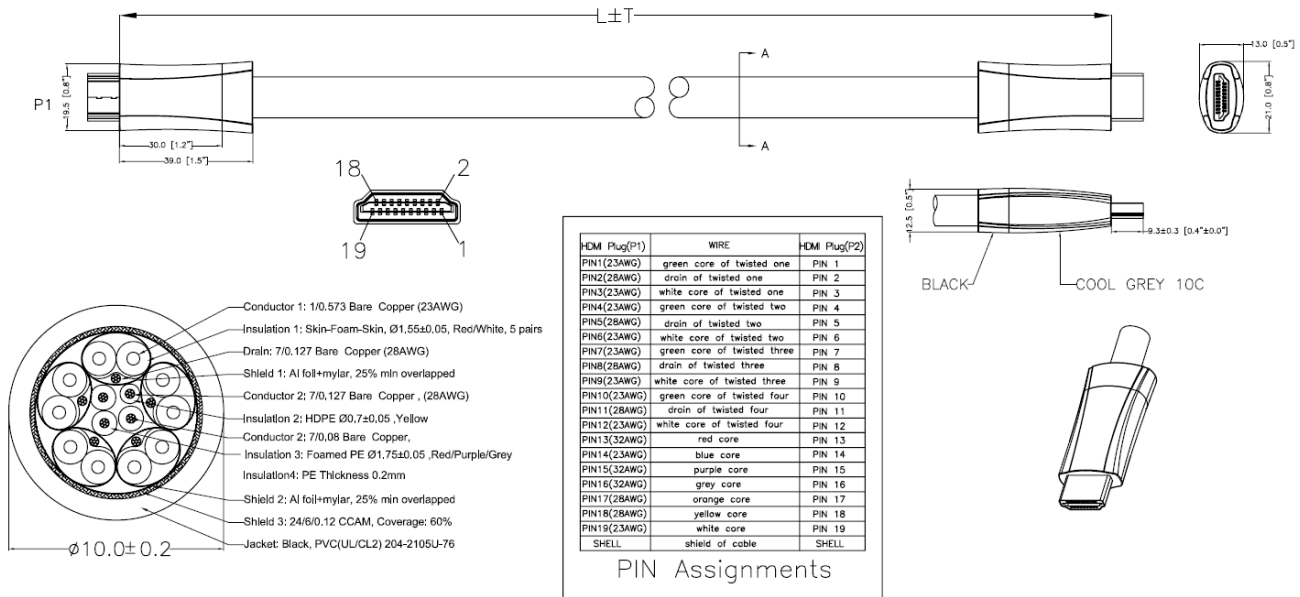 L±T
A
A
P1
19.5 [0.8"]
30.0 [1.2"]
39.0 [1.5"]
13.0 [0.5"]
21.0 [0.8"]
18
2
19
1
12.5 [0.5"]
9.3±0.3 [0.4"±0.0"]
BLACK
COOL GREY 10C
Conductor 1: 1/0.573 Bare Copper (23AWG)
Insulation 1: Skin-Foam-Skin, Ø1.55±0.05, Red/White, 5 pairs
Drain: 7/0.127 Bare Copper (28AWG)
Shield 1: Al foil+mylar, 25% min overlapped
Conductor 2; 7/0.127 Bare Copper , (28AWG)
Insulation 2: HDPE Ø0.7±0.05 ,Yellow
Conductor 2; 7/0.08 Bare Copper,
Insulation 3: Foamed PE Ø1.75±0.05 ,Red/Purple/Grey
Insulation4: PE Thickness 0.2mm
Shield 2; Al foil+mylar, 25% min overlapped
Shield 3: 24/6/0.12 CCAM, Coverage: 60%
Jacket: Black, PVC(UL/CL2) 204-2105U-76
Ø10.0±0.2
HDMI Plug(P1) WIRE HDMI Plug(P2)
PIN1(23AWG) green core of twisted one PIN 1
PIN2(28AWG) drain of twisted one PIN 2
PIN3(23AWG) white core of twisted one PIN 3
PIN4(23AWG) green core of twisted two PIN 4
PIN5(28AWG) drain of twisted two PIN 5
PIN6(23AWG) white core of twisted two PIN 6
PIN7(23AWG) green core of twisted three PIN 7
PIN8(28AWG) drain of twisted three PIN 8
PIN9(23AWG) white core of twisted three PIN 9
PIN10(23AWG) green core of twisted four PIN 10
PIN11(28AWG) drain of twisted four PIN 11
PIN12(23AWG) white core of twisted four PIN 12
PIN13(32AWG) red core PIN 13
PIN14(23AWG) blue core PIN 14
PIN15(32AWG) purple core PIN 15
PIN16(32AWG) grey core PIN 16
PIN17(28AWG) orange core PIN 17
PIN18(28AWG) yellow core PIN 18
PIN19(23AWG) white core PIN 19
SHELL shield of cable SHELL
PIN Assignments